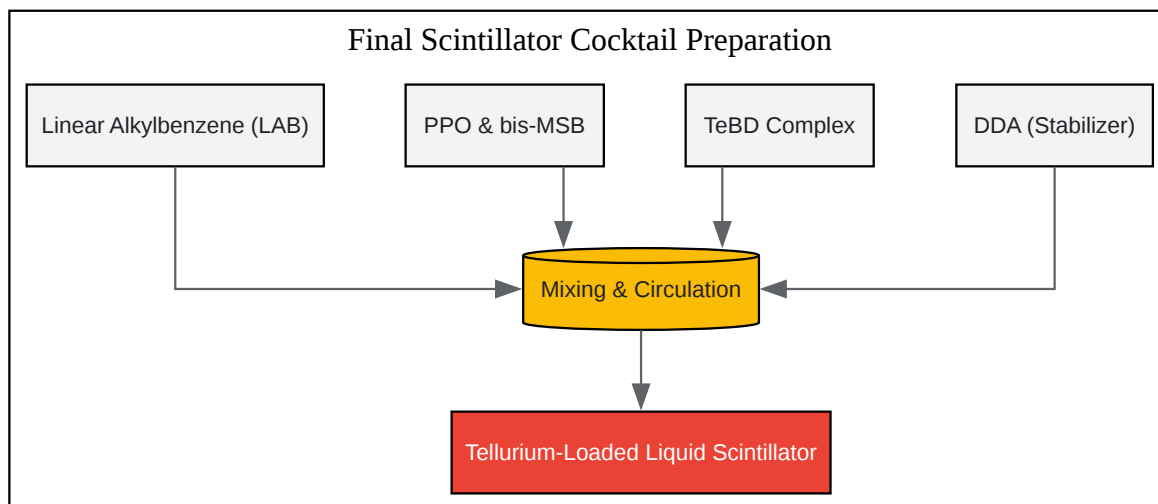 Final Scintillator Cocktail Preparation
Linear Alkylbenzene (LAB)
PPO & bis-MSB
TeBD Complex
DDA (Stabilizer)
Mixing & Circulation
Tellurium-Loaded Liquid Scintillator